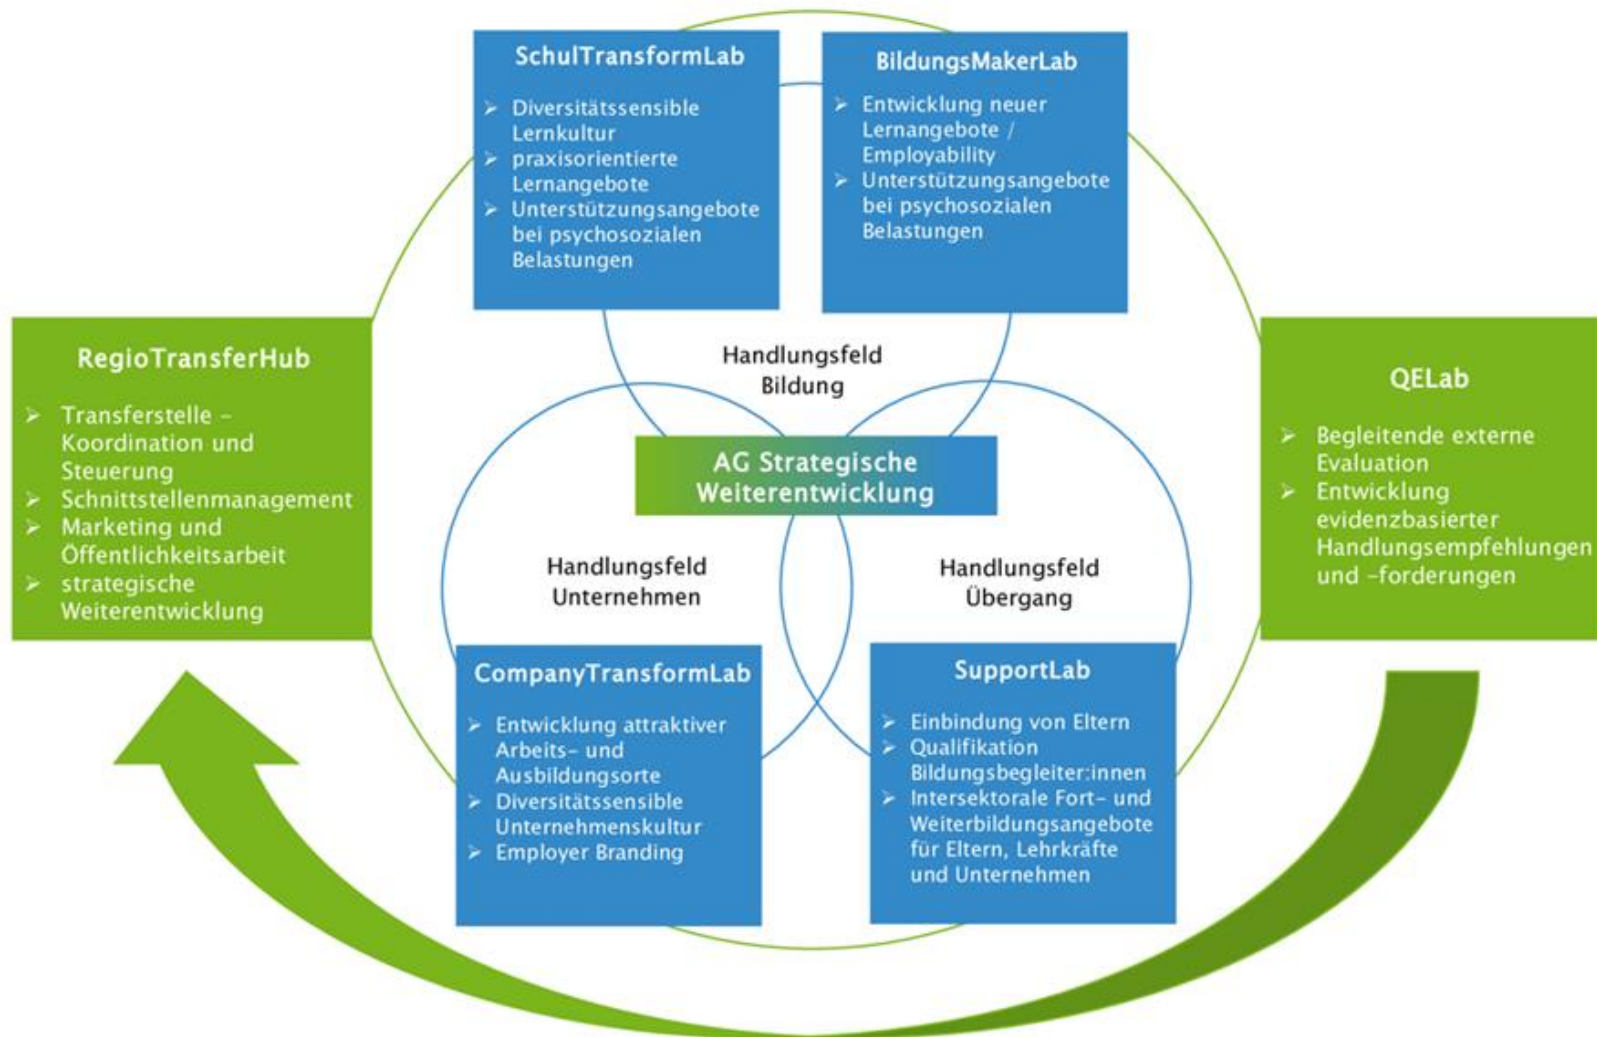 SchulTransformLab
➢ Diversitätssensible
Lernkultur
➢ praxisorientierte
Lernangebote
➢ Unterstützungsangebote
bei psychosozialen
Belastungen
BildungsMakerLab
➢ Entwicklung neuer
Lernangebote /
Employability
➢ Unterstützungsangebote
bei psychosozialen
Belastungen
RegioTransferHub
➢ Transferstelle –
Koordination und
Steuerung
➢ Schnittstellenmanagement
➢ Marketing und
Öffentlichkeitsarbeit
➢ strategische
Weiterentwicklung
Handlungsfeld
Bildung
AG Strategische
Weiterentwicklung
Handlungsfeld
Unternehmen
Handlungsfeld
Übergang
QELab
➢ Begleitende externe
Evaluation
➢ Entwicklung
evidenzbasierter
Handlungsempfehlungen
und –forderungen
CompanyTransformLab
➢ Entwicklung attraktiver
Arbeits– und
Ausbildungsorte
➢ Diversitätssensible
Unternehmenskultur
➢ Employer Branding
SupportLab
➢ Einbindung von Eltern
➢ Qualifikation
Bildungsbegleiter:innen
➢ Intersektorale Fort– und
Weiterbildungsangebote
für Eltern, Lehrkräfte
und Unternehmen